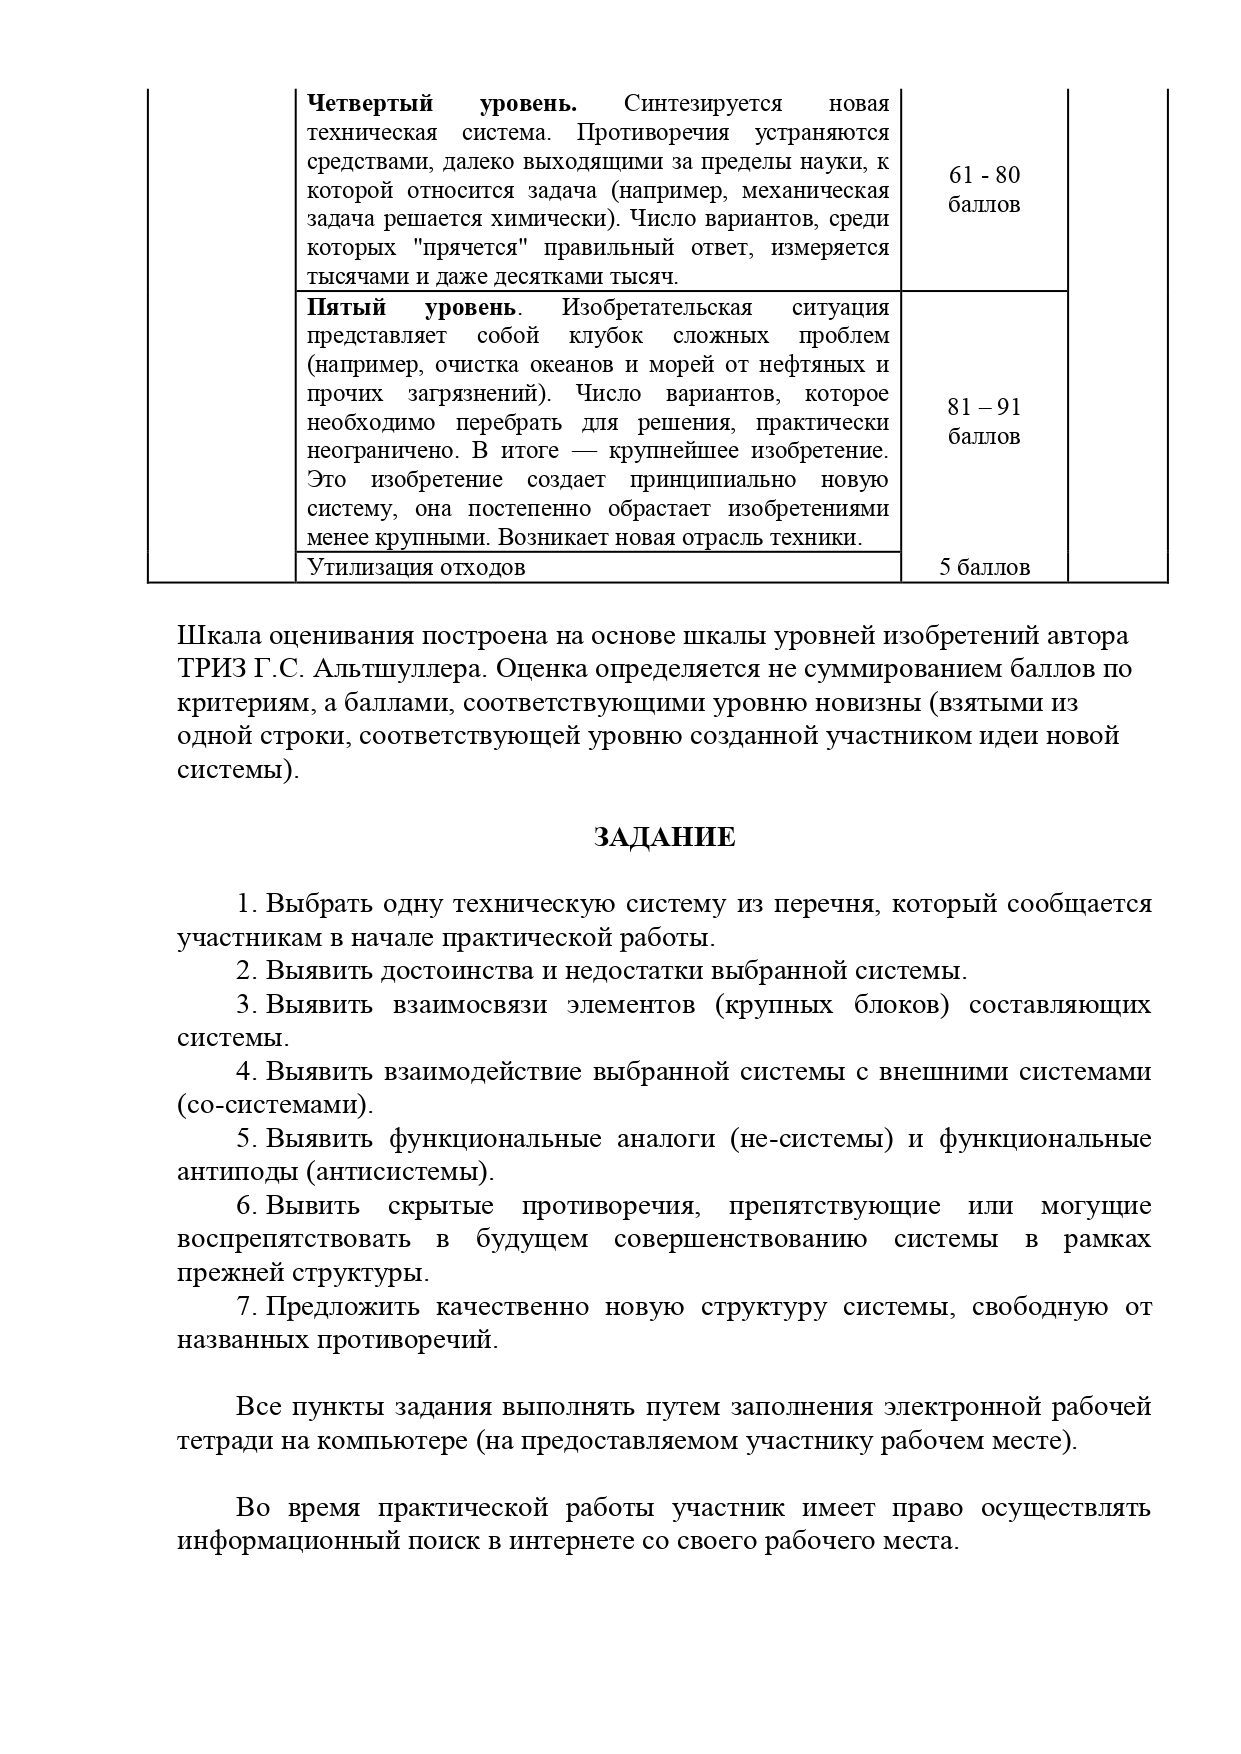 Четвертый уровень. Синтезируется новая
техническая система. Противоречия устраняются
средствами, далеко выходящими за пределы науки, к
которой относится задача (например, механическая
задача решается химически). Число вариантов, среди
которых "прячется" правильный ответ, измеряется
тысячами и даже десятками тысяч.
61 - 80
баллов
Пятый уровень. Изобретательская ситуация
представляет собой клубок сложных проблем
(например, очистка океанов и морей от нефтяных и
прочих загрязнений). Число вариантов, которое
необходимо перебрать для решения, практически
неограничено. В итоге — крупнейшее изобретение.
Это изобретение создает принципиально новую
систему, она постепенно обрастает изобретениями
менее крупными. Возникает новая отрасль техники.
81 – 91
баллов
Утилизация отходов
5 баллов
Шкала оценивания построена на основе шкалы уровней изобретений автора
ТРИЗ Г.С. Альтшуллера. Оценка определяется не суммированием баллов по
критериям, а баллами, соответствующими уровню новизны (взятыми из
одной строки, соответствующей уровню созданной участником идеи новой
системы).
ЗАДАНИЕ
1. Выбрать одну техническую систему из перечня, который сообщается
участникам в начале практической работы.
2. Выявить достоинства и недостатки выбранной системы.
3. Выявить взаимосвязи элементов (крупных блоков) составляющих
системы.
4. Выявить взаимодействие выбранной системы с внешними системами
(со-системами).
5. Выявить функциональные аналоги (не-системы) и функциональные
антиподы (антисистемы).
6. Вывить скрытые противоречия, препятствующие или могущие
воспрепятствовать в будущем совершенствованию системы в рамках
прежней структуры.
7. Предложить качественно новую структуру системы, свободную от
названных противоречий.
Все пункты задания выполнять путем заполнения электронной рабочей
тетради на компьютере (на предоставляемом участнику рабочем месте).
Во время практической работы участник имеет право осуществлять
информационный поиск в интернете со своего рабочего места.